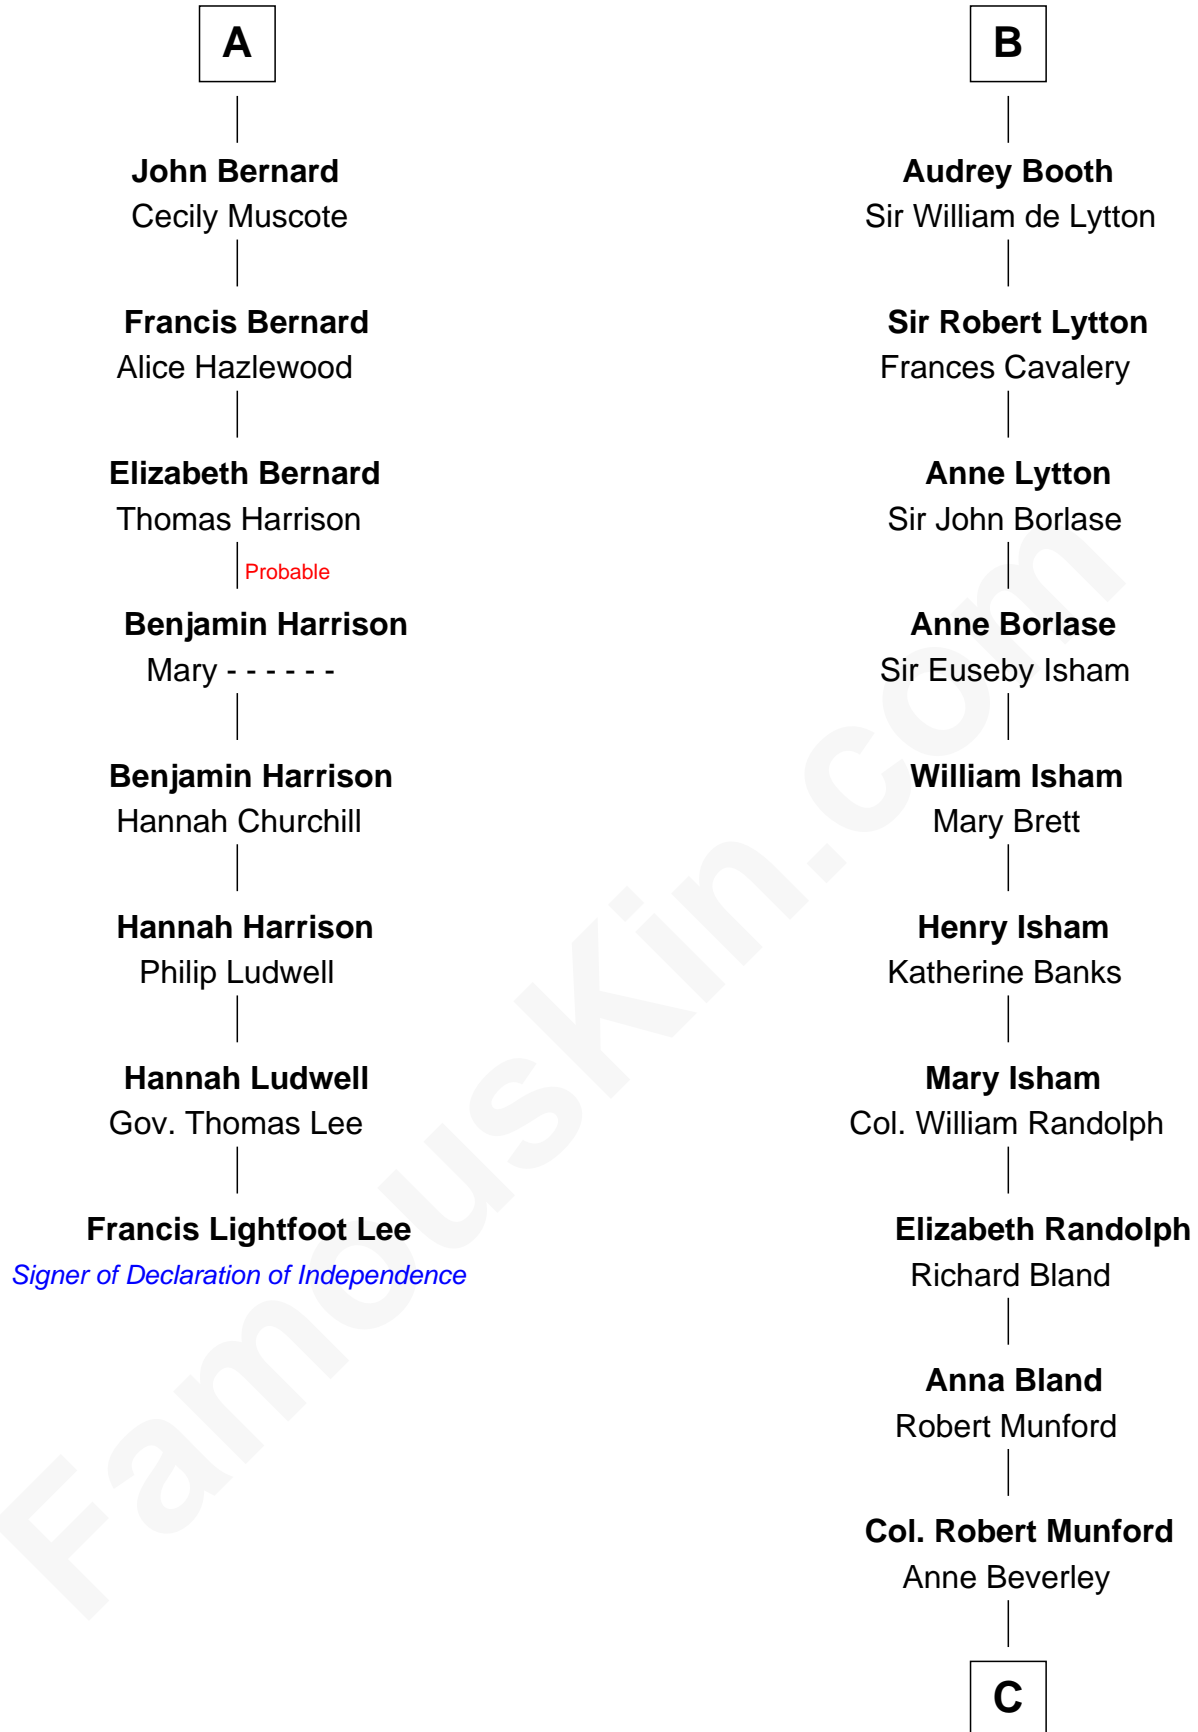 A
John Bernard
Cecily Muscote
Francis Bernard
Alice Hazlewood
Elizabeth Bernard
Thomas Harrison
Probable
Benjamin Harrison
Mary - - - - - -
Benjamin Harrison
Hannah Churchill
Hannah Harrison
Philip Ludwell
Hannah Ludwell
Gov. Thomas Lee
Francis Lightfoot Lee
Signer of Declaration of Independence
B
Audrey Booth
Sir William de Lytton
Sir Robert Lytton
Frances Cavalery
Anne Lytton
Sir John Borlase
Anne Borlase
Sir Euseby Isham
William Isham
Mary Brett
Henry Isham
Katherine Banks
Mary Isham
Col. William Randolph
Elizabeth Randolph
Richard Bland
Anna Bland
Robert Munford
Col. Robert Munford
Anne Beverley
C
FamousKin.com